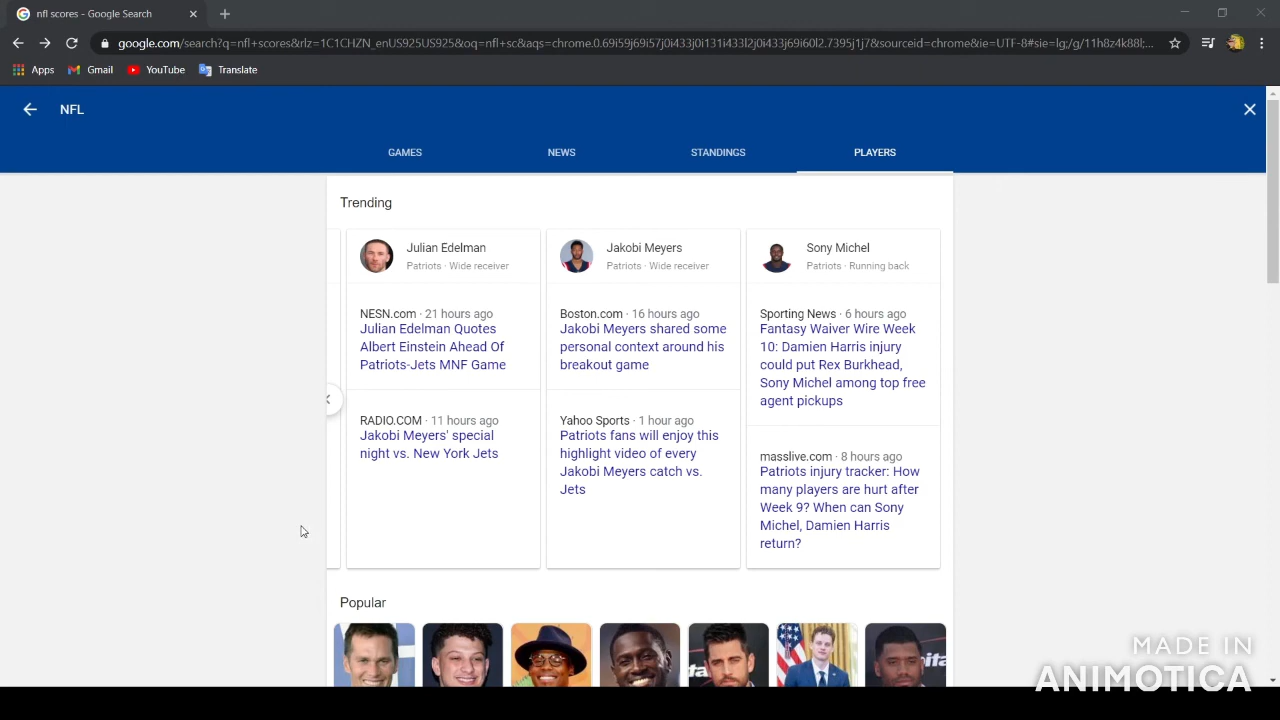 nfl scores - Google Search
google.com/search?q=nfl+scores&rlz=1C1CHZN_enUS925US925&oq=nfl+sc&aqs=chrome.0.69i59j69i57j0i433j0i131i433l2j0i433j69i60l2.7395j1j7&sourceid=chrome&ie=UTF-8#sie=lg;/g/11h8z4k88l;...
Apps Gmail YouTube Translate
NFL
GAMES NEWS STANDINGS PLAYERS
Trending
Julian Edelman
Patriots · Wide receiver
NESN.com · 21 hours ago
Julian Edelman Quotes
Albert Einstein Ahead Of
Patriots-Jets MNF Game
RADIO.COM · 11 hours ago
Jakobi Meyers' special
night vs. New York Jets
Jakobi Meyers
Patriots · Wide receiver
Boston.com · 16 hours ago
Jakobi Meyers shared some
personal context around his
breakout game
Yahoo Sports · 1 hour ago
Patriots fans will enjoy this
highlight video of every
Jakobi Meyers catch vs.
Jets
Sony Michel
Patriots · Running back
Sporting News · 6 hours ago
Fantasy Waiver Wire Week
10: Damien Harris injury
could put Rex Burkhead,
Sony Michel among top free
agent pickups
masslive.com · 8 hours ago
Patriots injury tracker: How
many players are hurt after
Week 9? When can Sony
Michel, Damien Harris
return?
Popular
MADE IN
ANIMOTICA